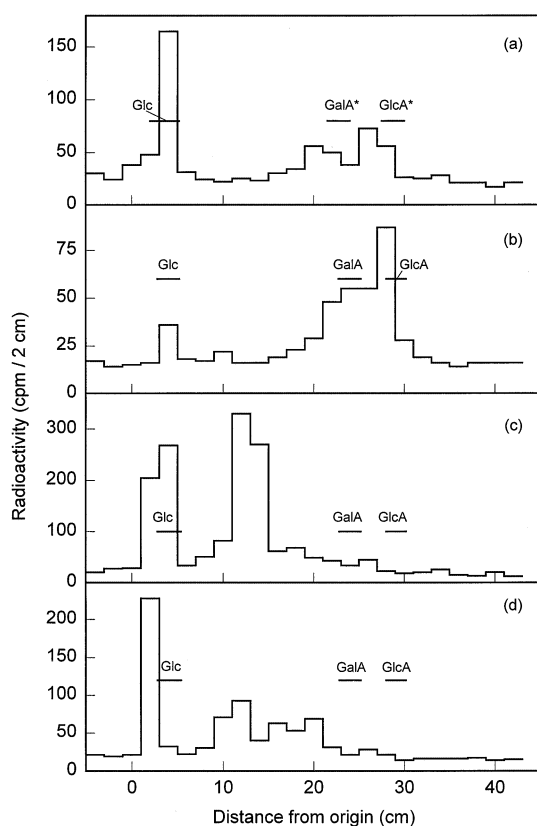 Radioactivity (cpm / 2 cm)
(a)
150
100
50
0
Glc
GalA*
GlcA*
(b)
75
50
25
0
Glc
GalA
GlcA
(c)
300
200
100
0
Glc
GalA
GlcA
(d)
200
150
100
50
0
Glc
GalA
GlcA
0 10 20 30 40
Distance from origin (cm)